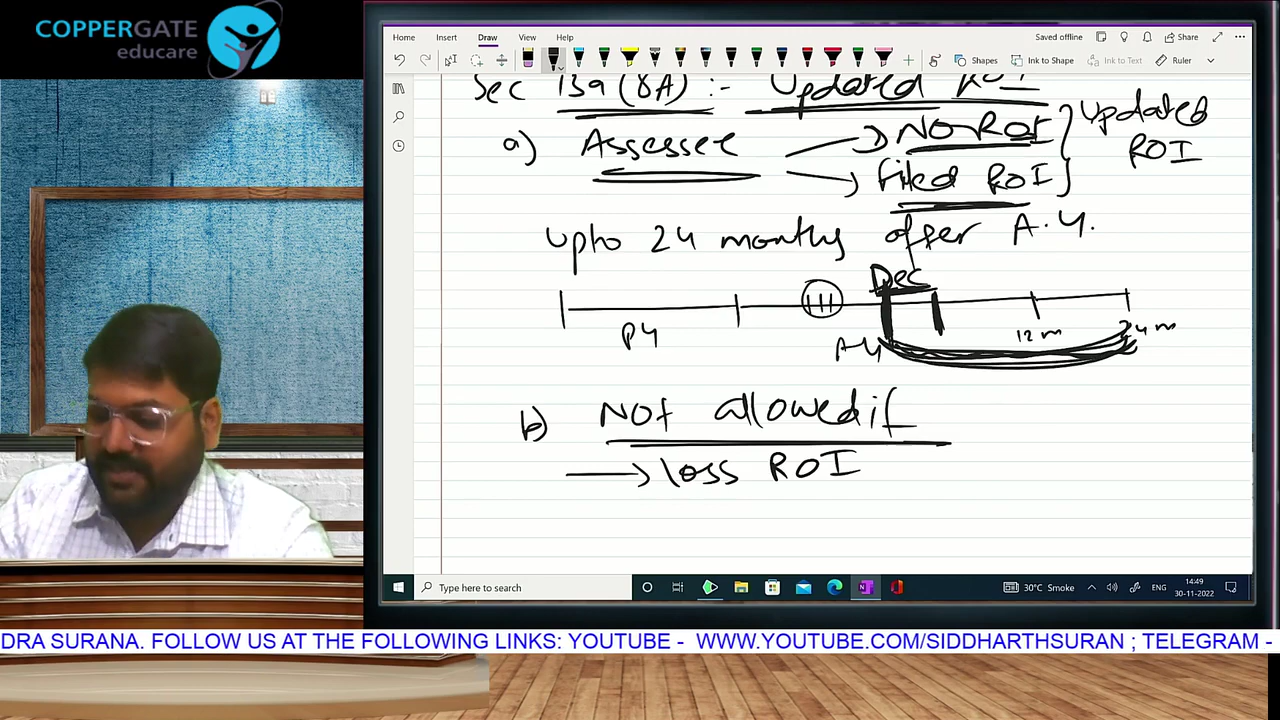 COPPERGATE
educare
Home Insert Draw View Help
Saved offline
Share
Shapes
Ink to Shape
Ink to Text
Ruler
Sec 139(8A) :- Updated ROI
a) Assessee → NO ROI
→ filed ROI
Updated
ROI
upto 24 months after A.Y.
Dec
PY
AY
12 m
24 m
b) Not allowed if
→ loss ROI
Type here to search
30°C Smoke
ENG
14:49
30-11-2022
DRA SURANA. FOLLOW US AT THE FOLLOWING LINKS: YOUTUBE - WWW.YOUTUBE.COM/SIDDHARTHSURAN ; TELEGRAM -